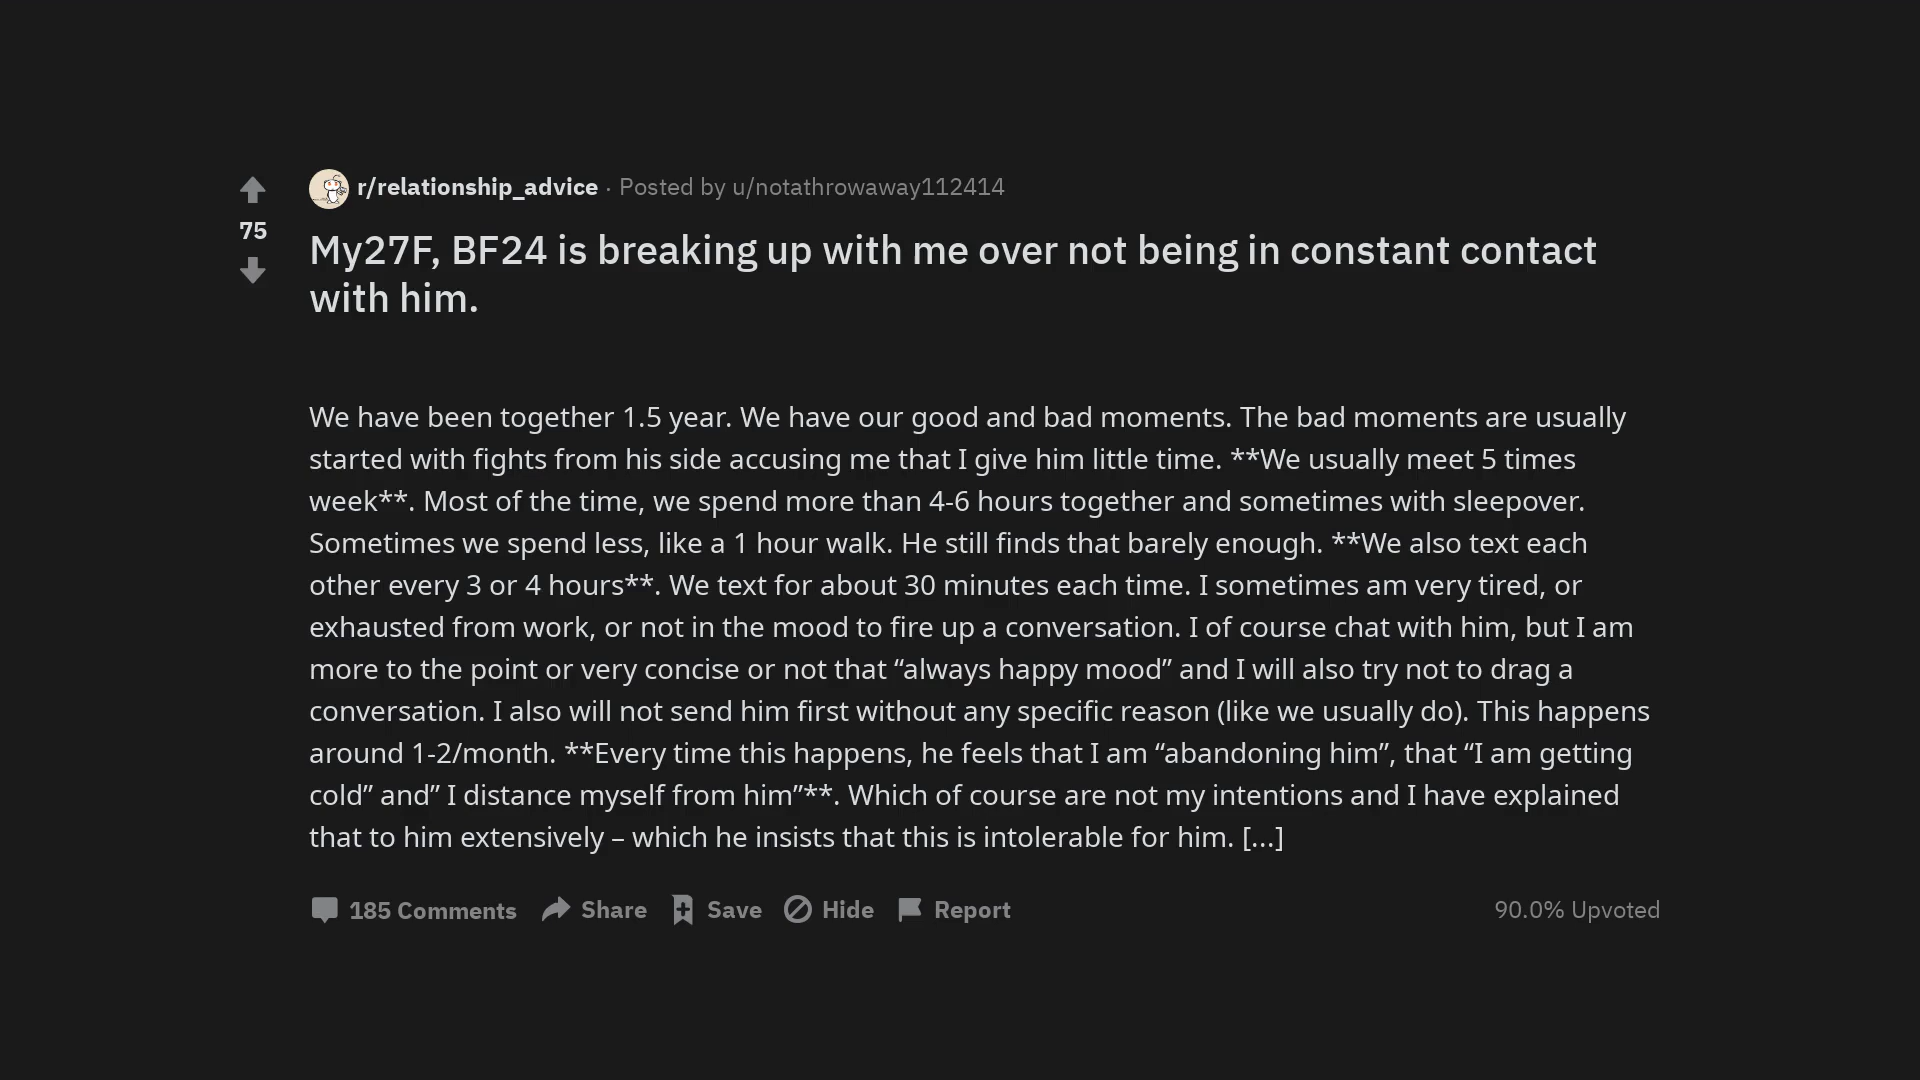 r/relationship_advice · Posted by u/notathrowaway112414
75
My27F, BF24 is breaking up with me over not being in constant contact
with him.
We have been together 1.5 year. We have our good and bad moments. The bad moments are usually
started with fights from his side accusing me that I give him little time. **We usually meet 5 times
week**. Most of the time, we spend more than 4-6 hours together and sometimes with sleepover.
Sometimes we spend less, like a 1 hour walk. He still finds that barely enough. **We also text each
other every 3 or 4 hours**. We text for about 30 minutes each time. I sometimes am very tired, or
exhausted from work, or not in the mood to fire up a conversation. I of course chat with him, but I am
more to the point or very concise or not that “always happy mood” and I will also try not to drag a
conversation. I also will not send him first without any specific reason (like we usually do). This happens
around 1-2/month. **Every time this happens, he feels that I am “abandoning him”, that “I am getting
cold” and” I distance myself from him”**. Which of course are not my intentions and I have explained
that to him extensively – which he insists that this is intolerable for him. [...]
185 Comments Share Save Hide Report 90.0% Upvoted